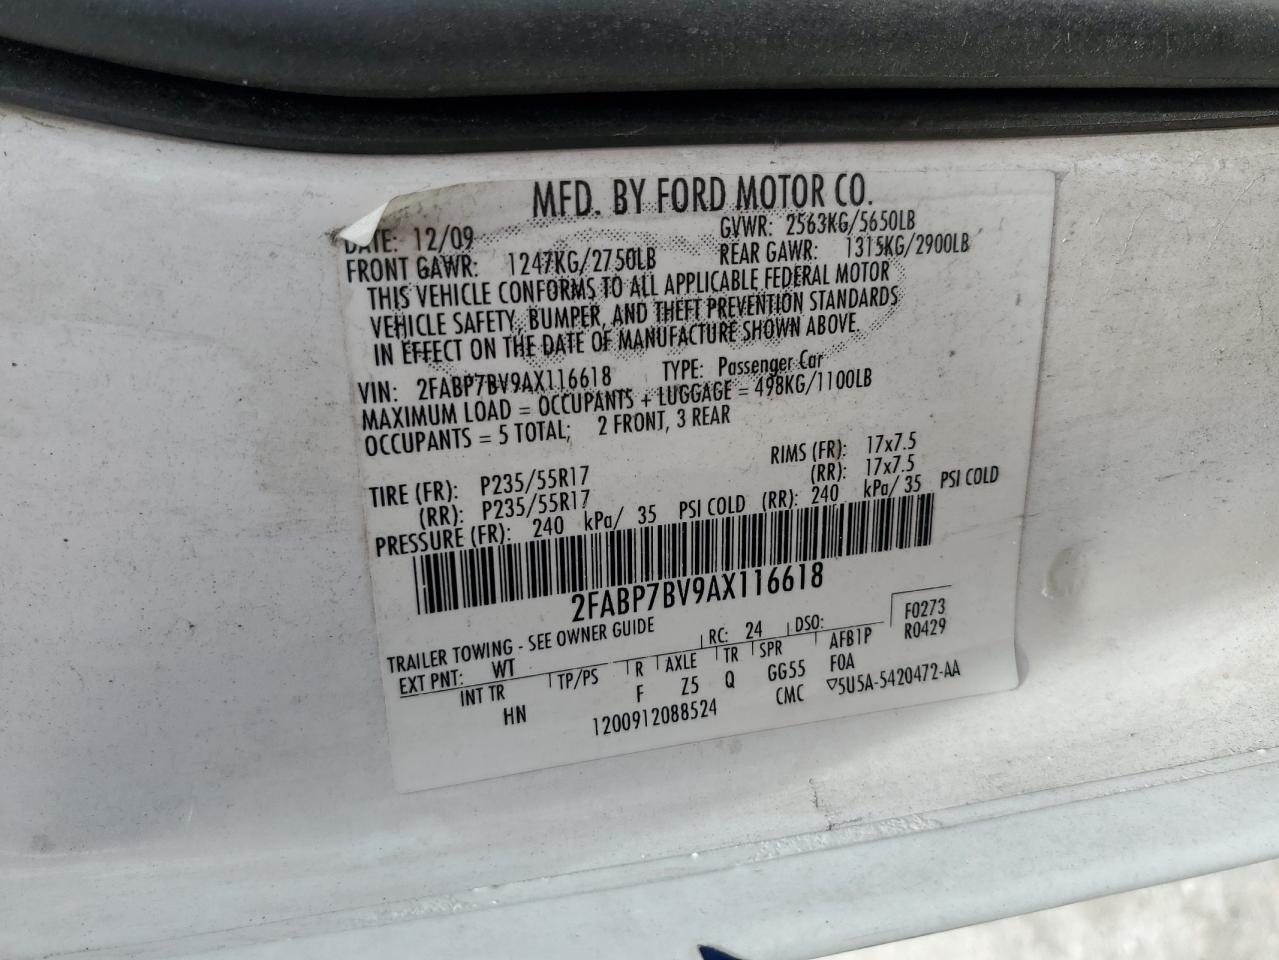 MFD. BY FORD MOTOR CO.
DATE: 12/09 GVWR: 2563KG/5650LB
FRONT GAWR: 1247KG/2750LB REAR GAWR: 1315KG/2900LB
THIS VEHICLE CONFORMS TO ALL APPLICABLE FEDERAL MOTOR
VEHICLE SAFETY, BUMPER, AND THEFT PREVENTION STANDARDS
IN EFFECT ON THE DATE OF MANUFACTURE SHOWN ABOVE.
VIN: 2FABP7BV9AX116618 TYPE: Passenger Car
MAXIMUM LOAD = OCCUPANTS + LUGGAGE = 498KG/1100LB
OCCUPANTS = 5 TOTAL; 2 FRONT, 3 REAR
TIRE (FR): P235/55R17 RIMS (FR): 17x7.5
(RR): P235/55R17 (RR): 17x7.5
PRESSURE (FR): 240 kPa/ 35 PSI COLD (RR): 240 kPa/ 35 PSI COLD
2FABP7BV9AX116618
TRAILER TOWING - SEE OWNER GUIDE F0273
EXT PNT: WT RC: 24 DSO: AFB1P R0429
INT TR TP/PS R AXLE TR SPR F0A
HN F Z5 Q GG55 ▽5U5A-5420472-AA
1200912088524 CMC